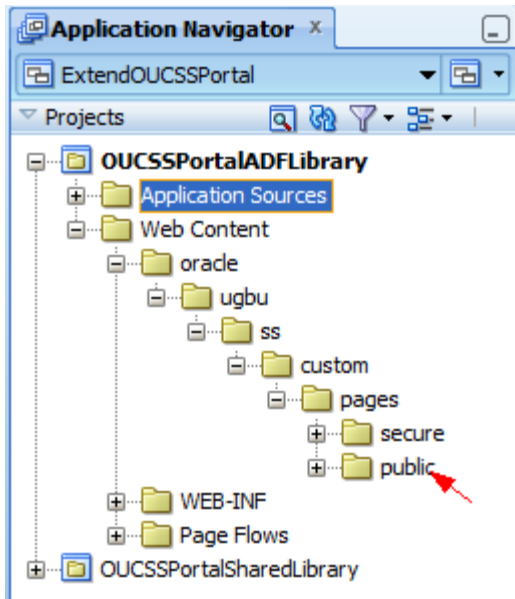 Application Navigator
ExtendOUCSSPortal
Projects
OUCSSPortalADFLibrary
Application Sources
Web Content
oracle
ugbu
ss
custom
pages
secure
public
WEB-INF
Page Flows
OUCSSPortalSharedLibrary